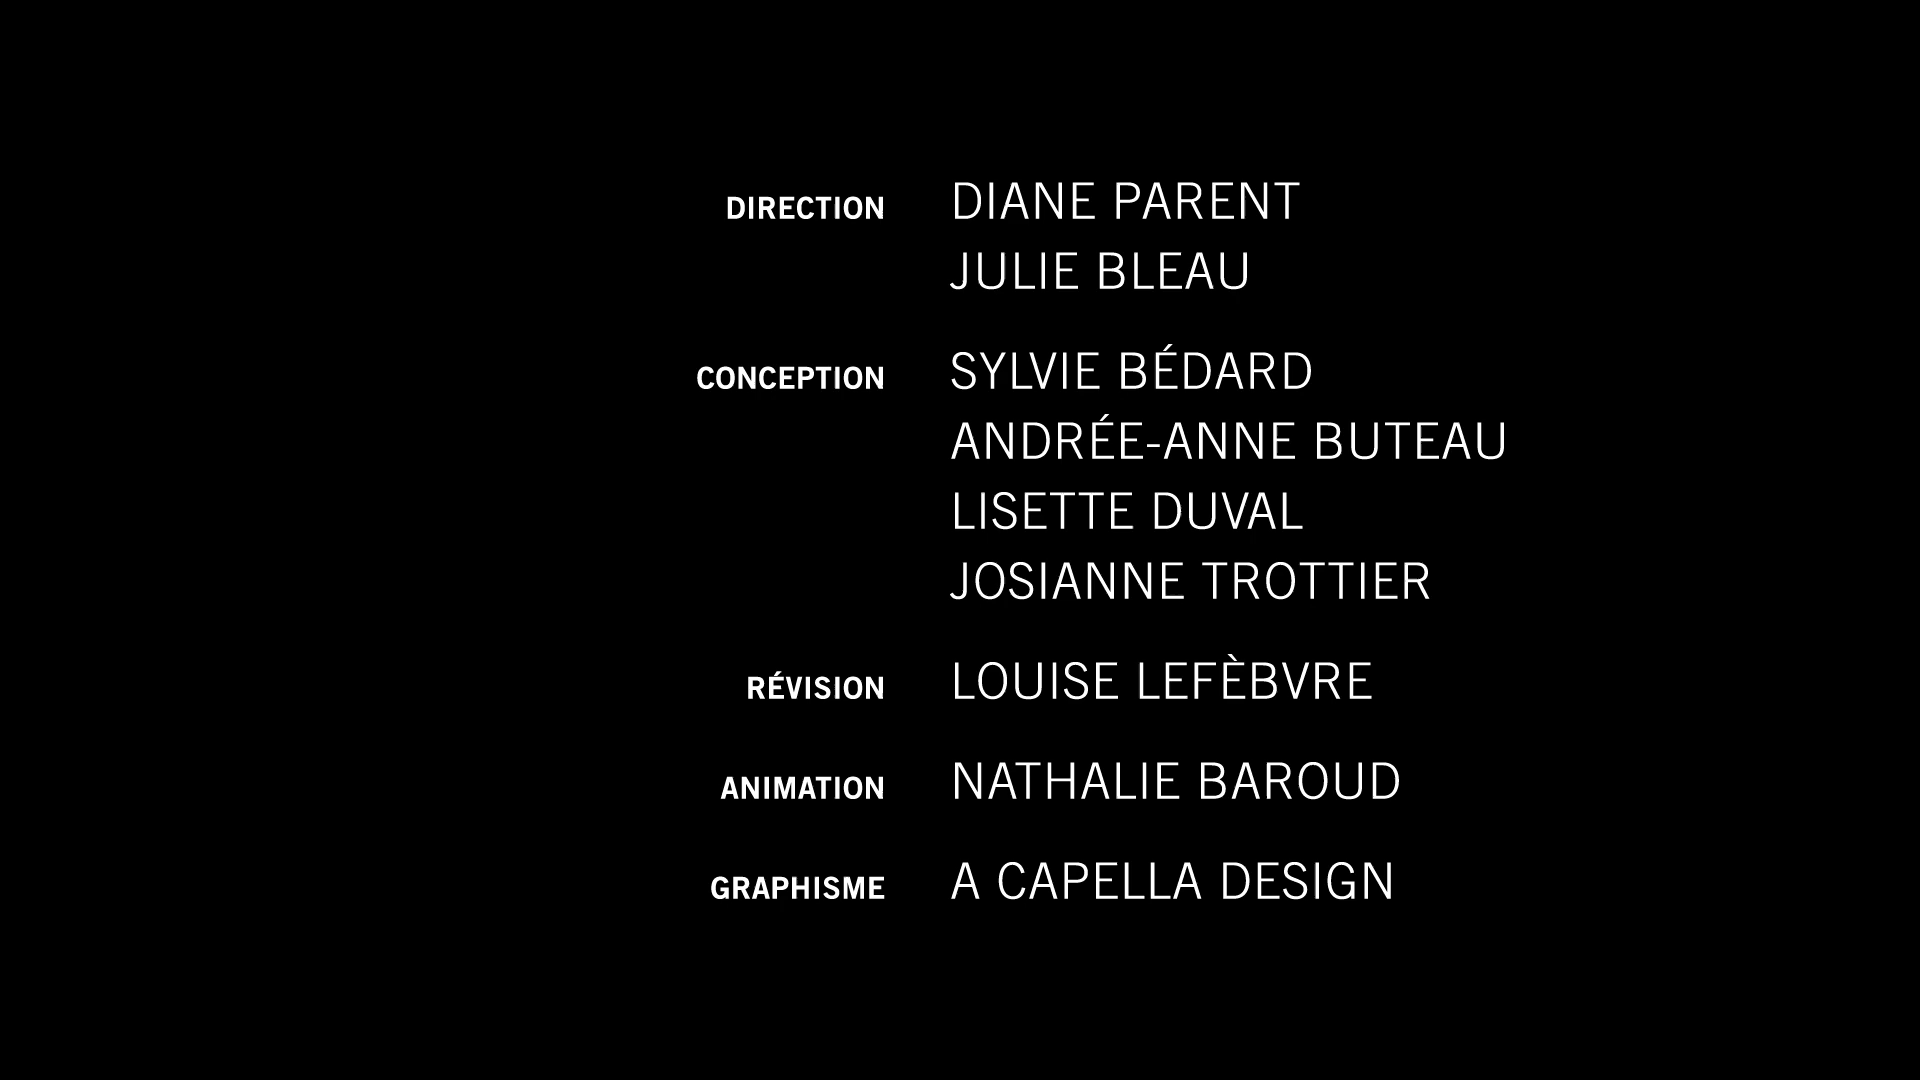 DIRECTION DIANE PARENT
JULIE BLEAU
CONCEPTION SYLVIE BÉDARD
ANDRÉE-ANNE BUTEAU
LISETTE DUVAL
JOSIANNE TROTTIER
RÉVISION LOUISE LEFÈBVRE
ANIMATION NATHALIE BAROUD
GRAPHISME A CAPELLA DESIGN